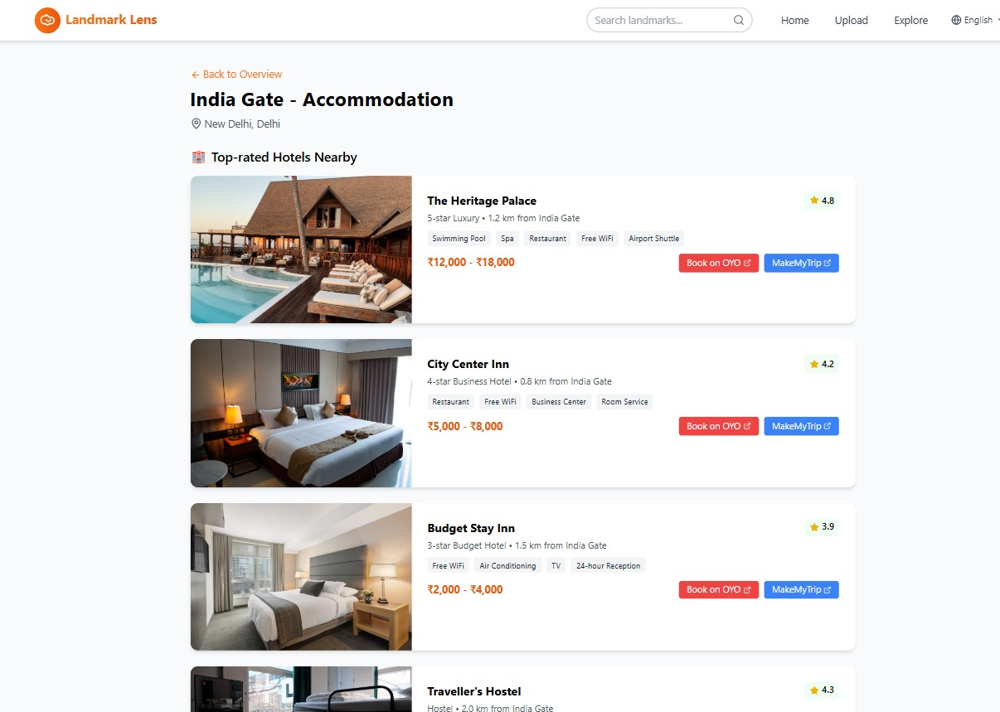 Landmark Lens
Search landmarks...
Home
Upload
Explore
English
← Back to Overview
India Gate - Accommodation
New Delhi, Delhi
Top-rated Hotels Nearby
The Heritage Palace
4.8
5-star Luxury • 1.2 km from India Gate
Swimming Pool Spa Restaurant Free WiFi Airport Shuttle
₹12,000 - ₹18,000
Book on OYO
MakeMyTrip
City Center Inn
4.2
4-star Business Hotel • 0.8 km from India Gate
Restaurant Free WiFi Business Center Room Service
₹5,000 - ₹8,000
Book on OYO
MakeMyTrip
Budget Stay Inn
3.9
3-star Budget Hotel • 1.5 km from India Gate
Free WiFi Air Conditioning TV 24-hour Reception
₹2,000 - ₹4,000
Book on OYO
MakeMyTrip
Traveller's Hostel
4.3
Hostel • 2.0 km from India Gate